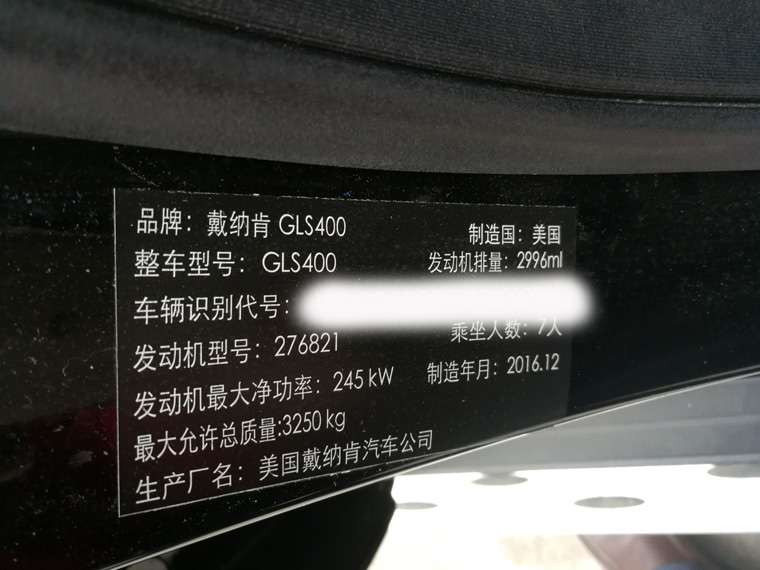 品牌：戴纳肯 GLS400
制造国：美国
整车型号：GLS400
发动机排量：2996ml
车辆识别代号：
乘坐人数：7人
发动机型号：276821
发动机最大净功率：245 kW
制造年月：2016.12
最大允许总质量:3250 kg
生产厂名：美国戴纳肯汽车公司